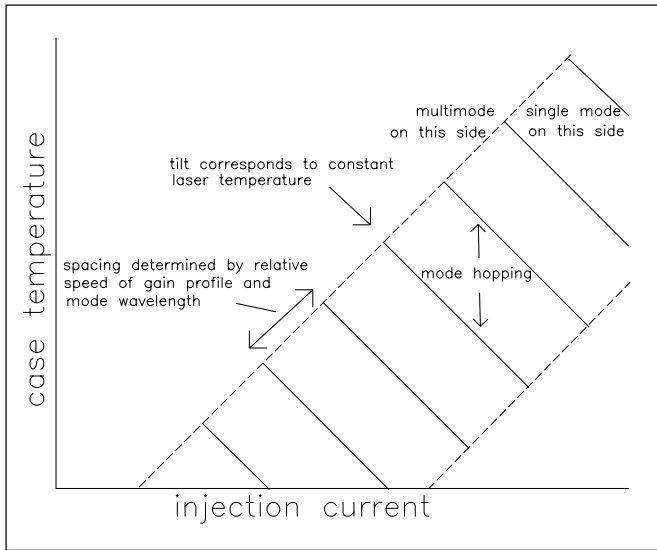 multimode
on this side
single mode
on this side
tilt corresponds to constant
laser temperature
spacing determined by relative
speed of gain profile and
mode wavelength
mode hopping
case temperature
injection current